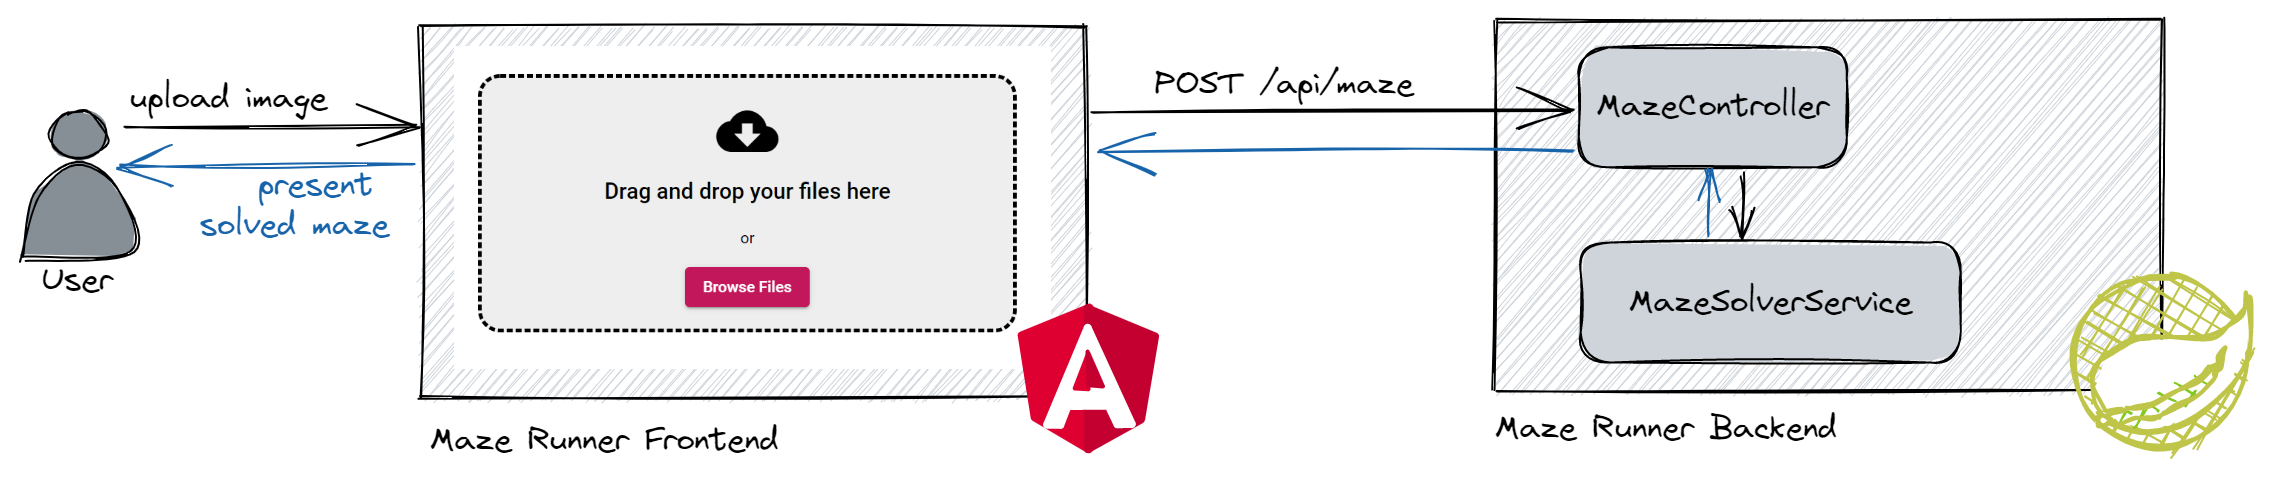 upload image
present
solved maze
User
Drag and drop your files here
or
Browse Files
Maze Runner Frontend
POST /api/maze
MazeController
MazeSolverService
Maze Runner Backend